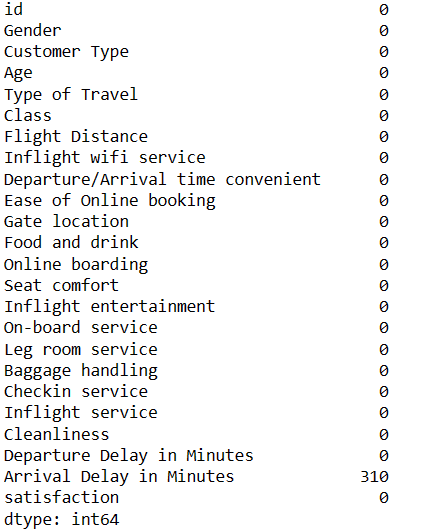 id 0
Gender 0
Customer Type 0
Age 0
Type of Travel 0
Class 0
Flight Distance 0
Inflight wifi service 0
Departure/Arrival time convenient 0
Ease of Online booking 0
Gate location 0
Food and drink 0
Online boarding 0
Seat comfort 0
Inflight entertainment 0
On-board service 0
Leg room service 0
Baggage handling 0
Checkin service 0
Inflight service 0
Cleanliness 0
Departure Delay in Minutes 0
Arrival Delay in Minutes 310
satisfaction 0
dtype: int64